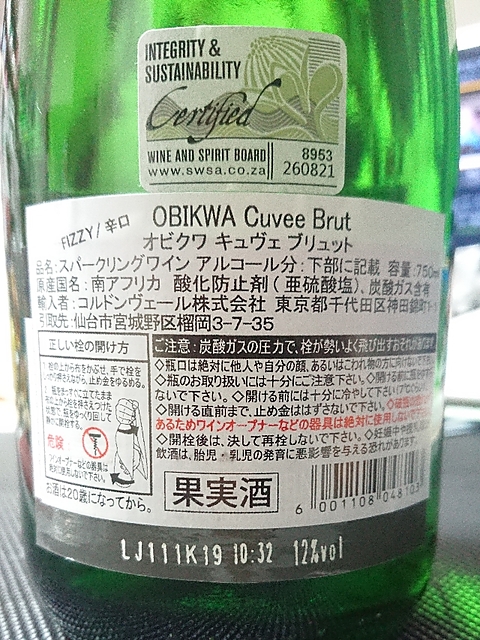 INTEGRITY &
SUSTAINABILITY
Certified
WINE AND SPIRIT BOARD
www.swsa.co.za
8953
260821
FIZZY / 辛口
OBIKWA Cuvee Brut
オビクワ キュヴェ ブリュット
品名:スパークリングワイン アルコール分:下部に記載 容量:750ml
原産国名:南アフリカ 酸化防止剤(亜硫酸塩)、炭酸ガス含有
輸入者:コルドンヴェール株式会社 東京都千代田区神田錦町1-1
引取先:仙台市宮城野区榴岡3-7-35
正しい栓の開け方
危険
お酒は20歳になってから。
ご注意:炭酸ガスの圧力で、栓が勢いよく飛び出すおそれがあります
◇瓶口は絶対に他人や自分の顔、あるいはこわれ物の方に向けない
◇瓶のお取り扱いには十分にご注意下さい。◇開ける前に
ないで下さい。◇開ける前には十分に冷やして下さい
◇開ける直前まで、止め金ははずさないで下さい。
あるためワインオープナーなどの器具は絶対に使用しない
◇開栓後は、決して再栓しないで下さい。◇妊娠中や
飲酒は、胎児・乳児の発育に悪影響を与える恐れがあります。
果実酒
6 001108 048103
LJ111K19 10:32 12%vol